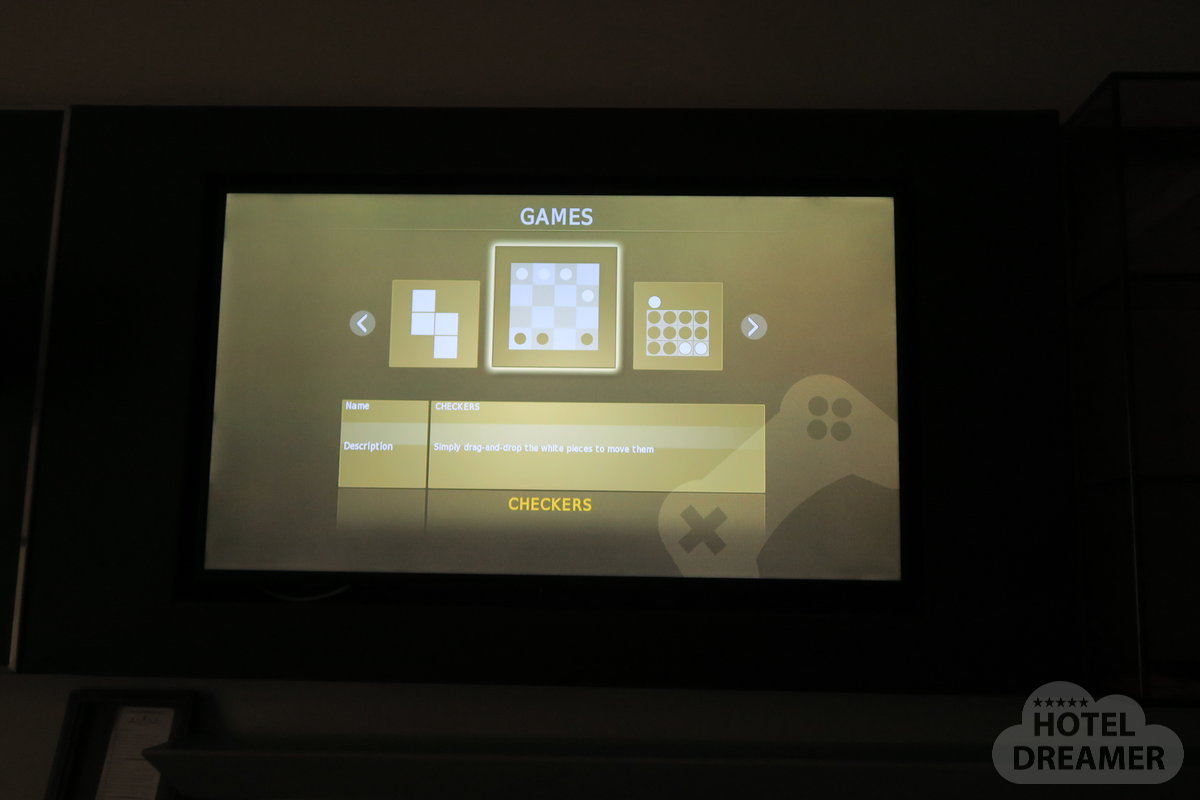 GAMES
Name
CHECKERS
Description
Simply drag-and-drop the white pieces to move them
CHECKERS
★★★★★
HOTEL
DREAMER